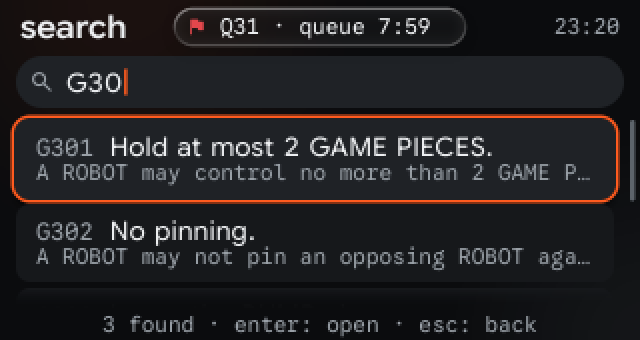 search
Q31 · queue 7:59
23:20
G30
G301 Hold at most 2 GAME PIECES.
A ROBOT may control no more than 2 GAME P…
G302 No pinning.
A ROBOT may not pin an opposing ROBOT aga…
3 found · enter: open · esc: back